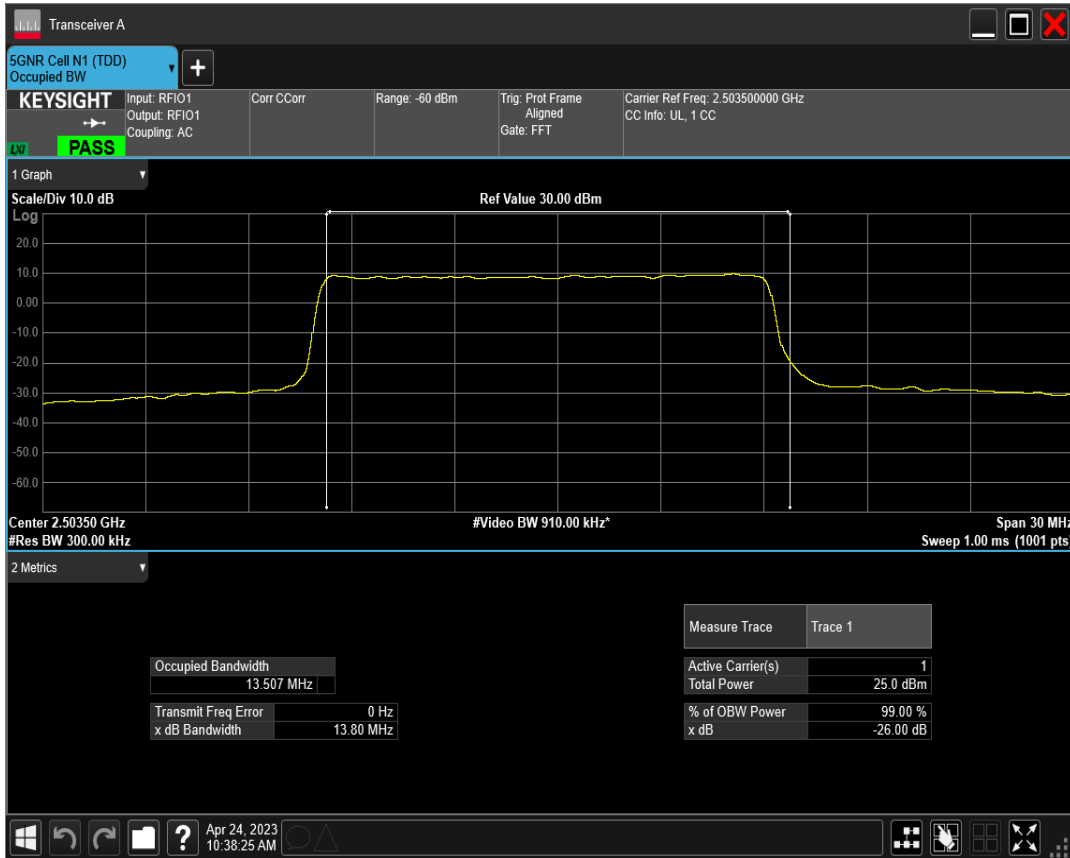 Transceiver A
5GNR Cell N1 (TDD)
Occupied BW
+
KEYSIGHT
LXI
PASS
Input: RFIO1
Output: RFIO1
Coupling: AC
Corr CCorr
Range: -60 dBm
Trig: Prot Frame
Aligned
Gate: FFT
Carrier Ref Freq: 2.503500000 GHz
CC Info: UL, 1 CC
1 Graph
Scale/Div 10.0 dB
Ref Value 30.00 dBm
Log
20.0
10.0
0.00
-10.0
-20.0
-30.0
-40.0
-50.0
-60.0
Center 2.50350 GHz
#Video BW 910.00 kHz*
Span 30 MHz
#Res BW 300.00 kHz
Sweep 1.00 ms (1001 pts)
2 Metrics
Measure Trace Trace 1
Occupied Bandwidth
13.507 MHz
Active Carrier(s) 1
Total Power 25.0 dBm
Transmit Freq Error 0 Hz
x dB Bandwidth 13.80 MHz
% of OBW Power 99.00 %
x dB -26.00 dB
?
Apr 24, 2023
10:38:25 AM